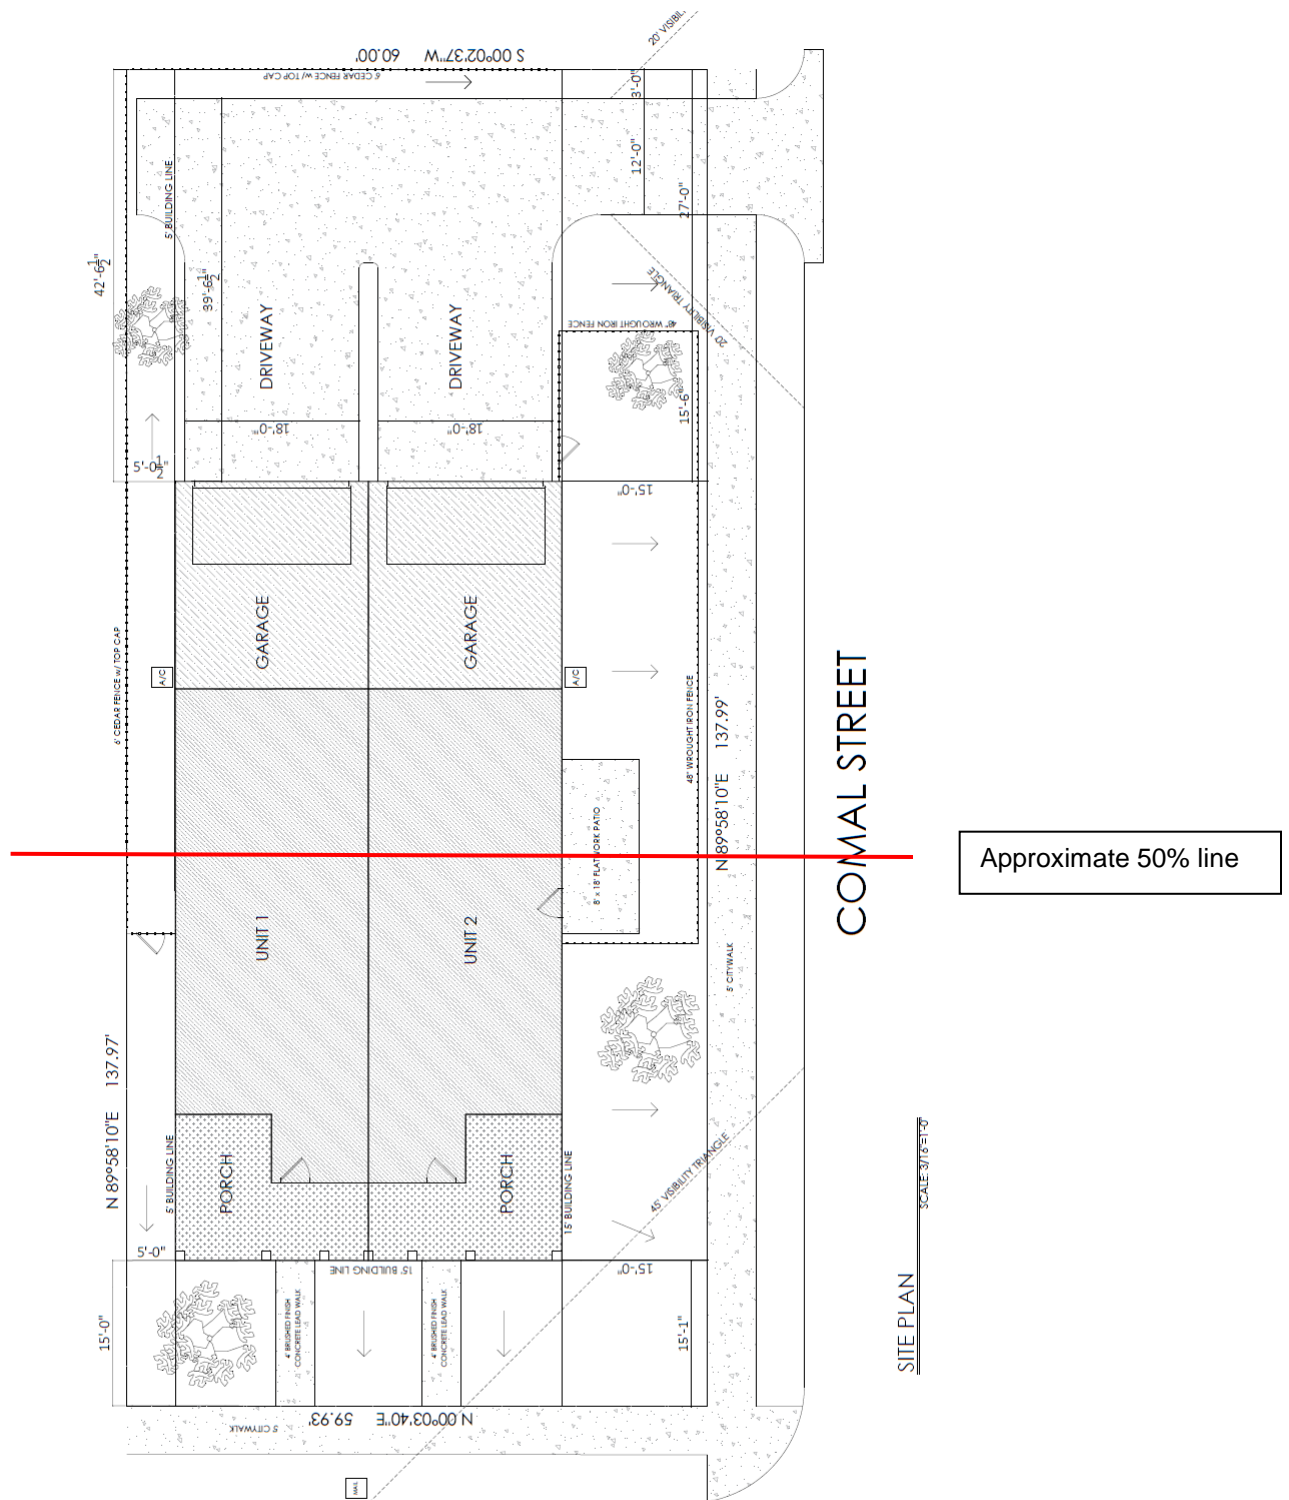 20' VISIBIL
S 00°02'37"W 60.00'
6' CEDAR FENCE w/ TOP CAP
3'-0"
12'-0"
27'-0"
5' BUILDING LINE
42'-6 1/2"
39'-6 1/2"
20' VISIBILITY TRIANGLE
48" WROUGHT IRON FENCE
DRIVEWAY
DRIVEWAY
15'-6"
18'-0"
18'-0"
5'-0 1/2"
15'-0"
GARAGE
GARAGE
A/C
A/C
6' CEDAR FENCE w/ TOP CAP
48" WROUGHT IRON FENCE
N 89°58'10"E 137.99'
COMAL STREET
8' x 18' FLATWORK PATIO
Approximate 50% line
UNIT 1
UNIT 2
5' CITYWALK
N 89°58'10"E 137.97'
5' BUILDING LINE
PORCH
PORCH
15' BUILDING LINE
45' VISIBILITY TRIANGLE
5'-0"
15' BUILDING LINE
15'-0"
15'-0"
4' BRUSHED FINISH
CONCRETE LEAD WALK
4' BRUSHED FINISH
CONCRETE LEAD WALK
15'-1"
SITE PLAN
SCALE: 3/16"=1'-0"
N 00°03'40"E 59.93'
5' CITYWALK
MAIL